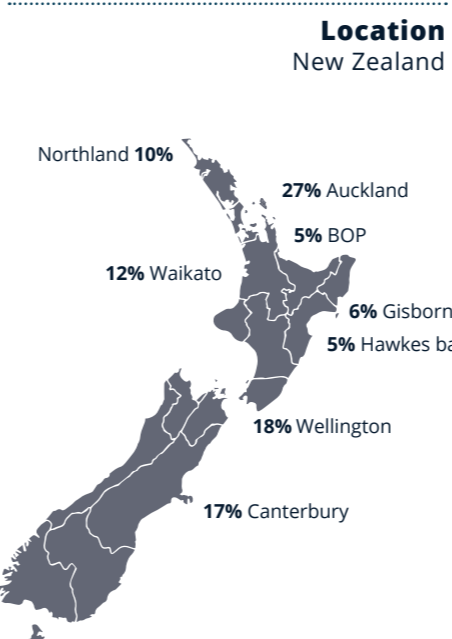 Location
New Zealand
Northland 10%
27% Auckland
5% BOP
12% Waikato
6% Gisborn
5% Hawkes ba
18% Wellington
17% Canterbury